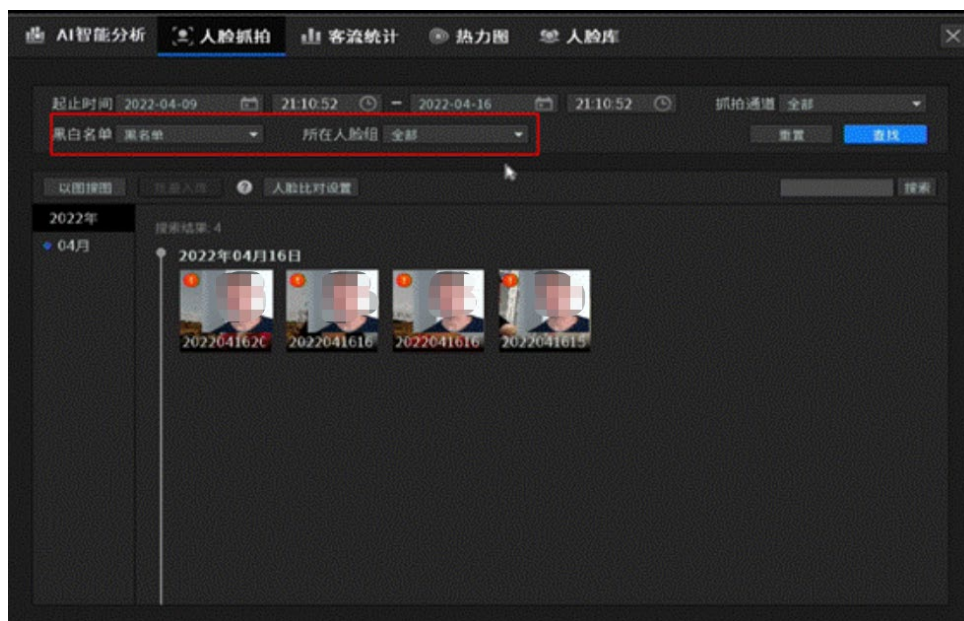 AI智能分析 人脸抓拍 客流统计 热力图 人脸库
起止时间 2022-04-09 21:10:52 - 2022-04-16 21:10:52 抓拍通道 全部
黑白名单 黑名单 所在人脸组 全部 重置 查找
以图搜图 批量入库 ? 人脸比对设置 搜索
2022年
搜索结果: 4
04月
2022年04月16日
202204162C 2022041616 2022041616 2022041615